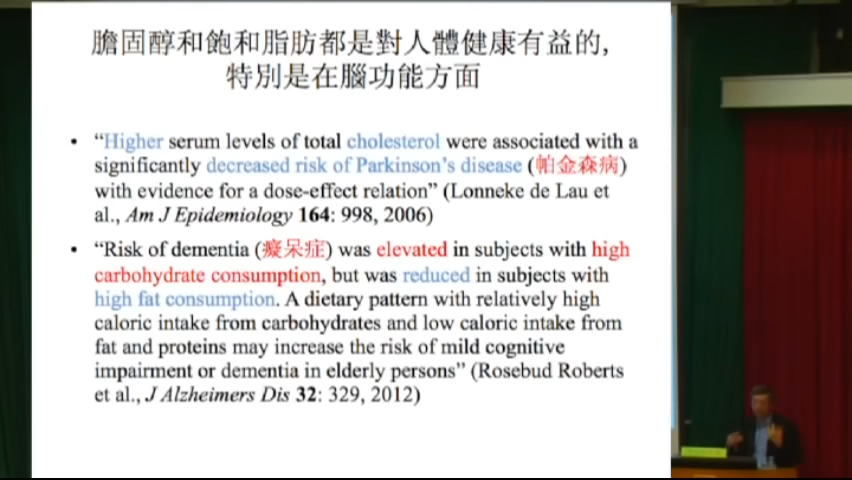 膽固醇和飽和脂肪都是對人體健康有益的,
特別是在腦功能方面
• “Higher serum levels of total cholesterol were associated with a
significantly decreased risk of Parkinson’s disease (帕金森病)
with evidence for a dose-effect relation” (Lonneke de Lau et
al., Am J Epidemiology 164: 998, 2006)
• “Risk of dementia (癡呆症) was elevated in subjects with high
carbohydrate consumption, but was reduced in subjects with
high fat consumption. A dietary pattern with relatively high
caloric intake from carbohydrates and low caloric intake from
fat and proteins may increase the risk of mild cognitive
impairment or dementia in elderly persons” (Rosebud Roberts
et al., J Alzheimers Dis 32: 329, 2012)